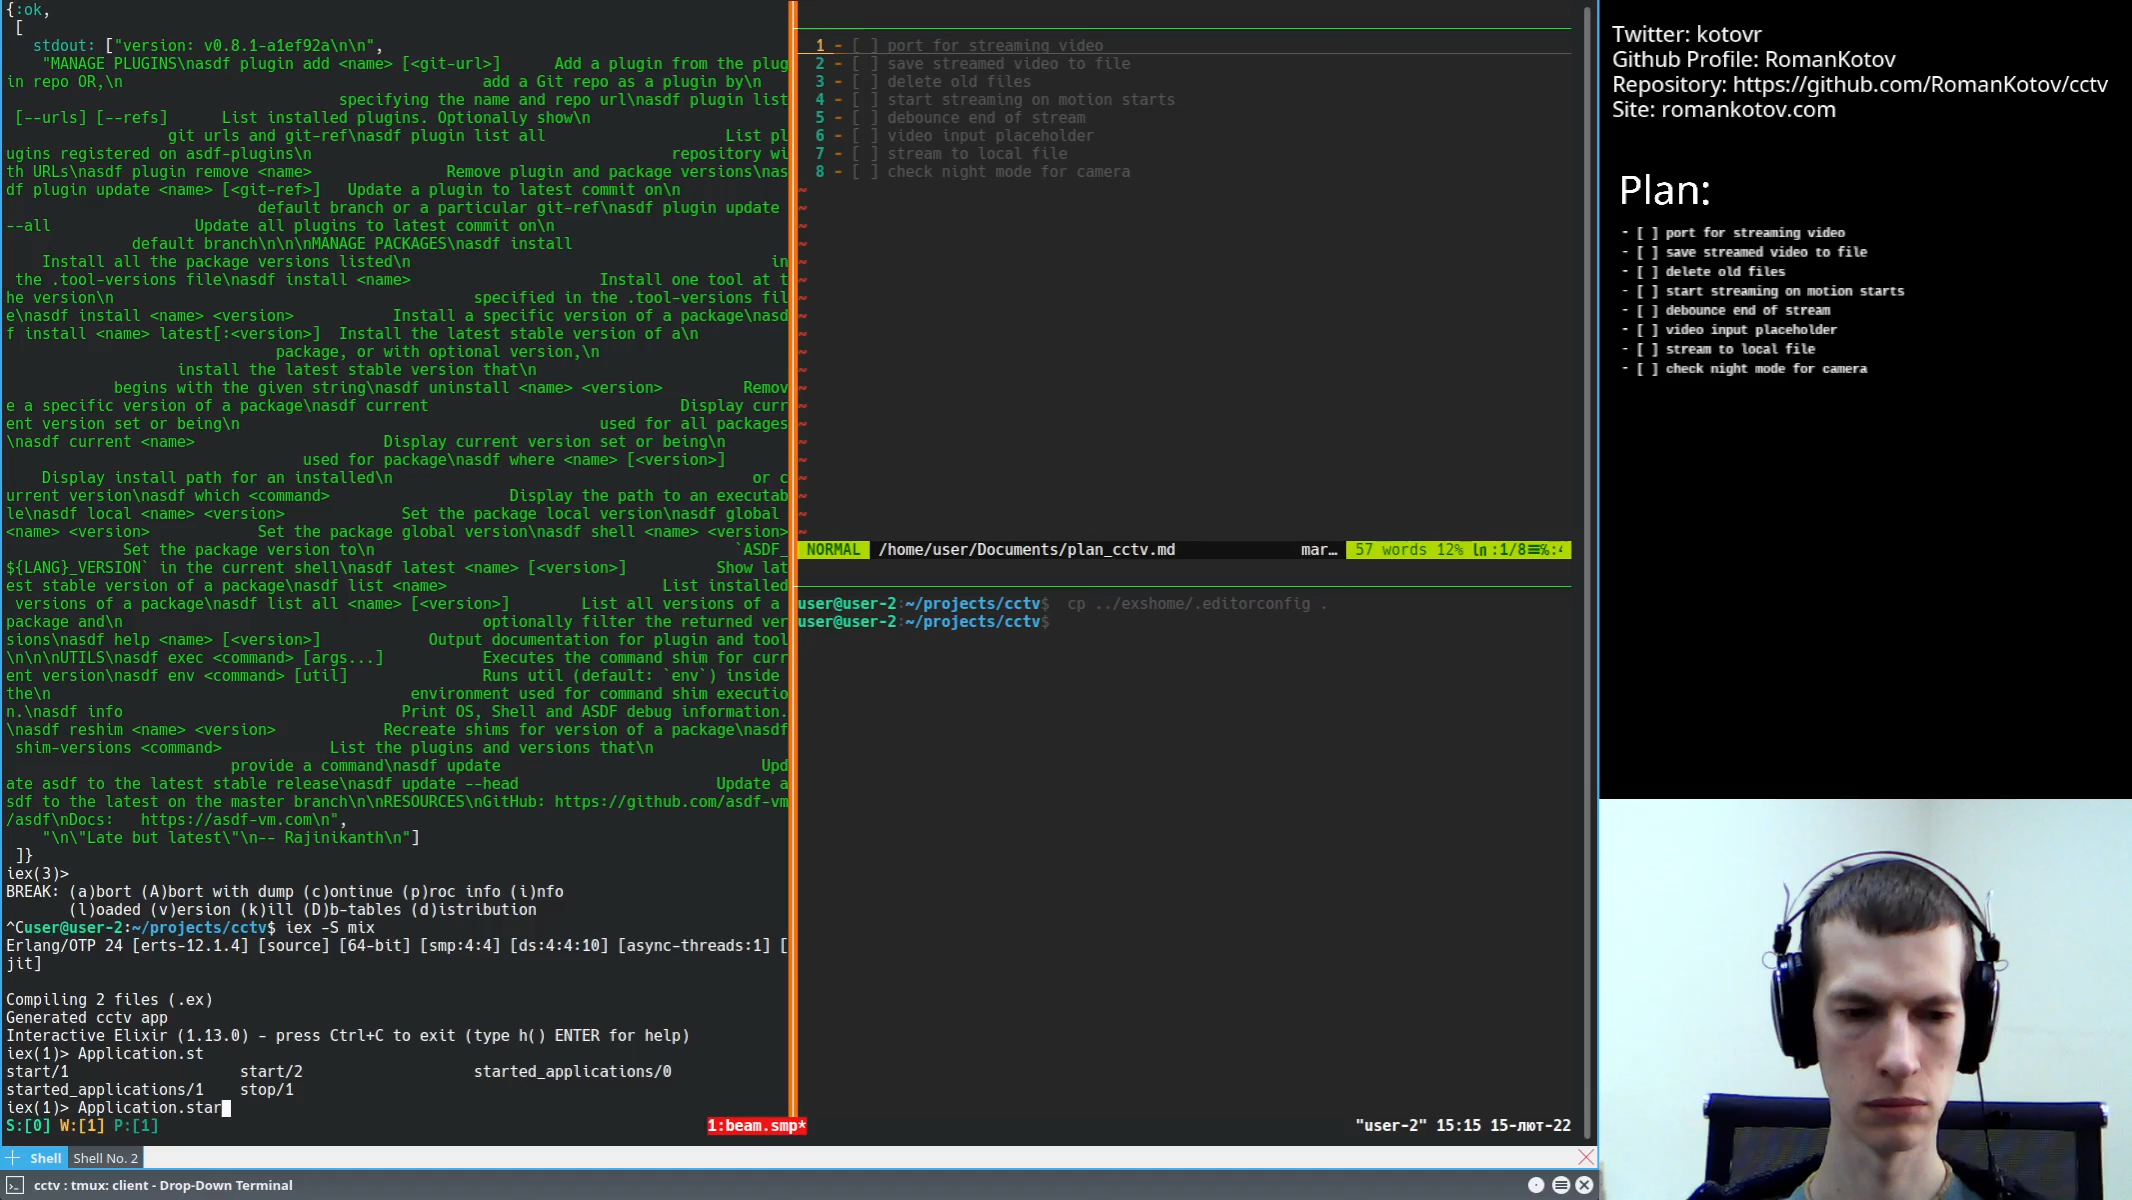 {:ok,
[
stdout: ["version: v0.8.1-a1ef92a\n\n",
"MANAGE PLUGINS\nasdf plugin add <name> [<git-url>]      Add a plugin from the plug
in repo OR,\n                                        add a Git repo as a plugin by\n
specifying the name and repo url\nasdf plugin list
[--urls] [--refs]      List installed plugins. Optionally show\n
git urls and git-ref\nasdf plugin list all                    List pl
ugins registered on asdf-plugins\n                                        repository wi
th URLs\nasdf plugin remove <name>                    Remove plugin and package versions\nas
df plugin update <name> [<git-ref>]   Update a plugin to latest commit on\n
default branch or a particular git-ref\nasdf plugin update
--all                Update all plugins to latest commit on\n
default branch\n\n\nMANAGE PACKAGES\nasdf install
Install all the package versions listed\n                                        in
the .tool-versions file\nasdf install <name>                     Install one tool at t
he version\n                                        specified in the .tool-versions fil
e\nasdf install <name> <version>           Install a specific version of a package\nasd
f install <name> latest[:<version>]  Install the latest stable version of a\n
package, or with optional version,\n
install the latest stable version that\n
begins with the given string\nasdf uninstall <name> <version>         Remov
e a specific version of a package\nasdf current                            Display curr
ent version set or being\n                                        used for all packages
\nasdf current <name>                     Display current version set or being\n
used for package\nasdf where <name> [<version>]
Display install path for an installed\n                                        or c
urrent version\nasdf which <command>                    Display the path to an executab
le\nasdf local <name> <version>            Set the package local version\nasdf global
<name> <version>            Set the package global version\nasdf shell <name> <version>
Set the package version to\n                                        `ASDF_
${LANG}_VERSION` in the current shell\nasdf latest <name> [<version>]         Show lat
est stable version of a package\nasdf list <name>                        List installed
versions of a package\nasdf list all <name> [<version>]        List all versions of a
package and\n                                        optionally filter the returned ver
sions\nasdf help <name> [<version>]            Output documentation for plugin and tool
\n\n\nUTILS\nasdf exec <command> [args...]           Executes the command shim for curr
ent version\nasdf env <command> [util]              Runs util (default: `env`) inside
the\n                                        environment used for command shim executio
n.\nasdf info                               Print OS, Shell and ASDF debug information.
\nasdf reshim <name> <version>            Recreate shims for version of a package\nasdf
shim-versions <command>            List the plugins and versions that\n
provide a command\nasdf update                             Upd
ate asdf to the latest stable release\nasdf update --head                      Update a
sdf to the latest on the master branch\n\nRESOURCES\nGitHub: https://github.com/asdf-vm
/asdf\nDocs:   https://asdf-vm.com\n",
"\n\"Late but latest\"\n-- Rajinikanth\n"]
]}
iex(3)>
BREAK: (a)bort (A)bort with dump (c)ontinue (p)roc info (i)nfo
(l)oaded (v)ersion (k)ill (D)b-tables (d)istribution
^Cuser@user-2:~/projects/cctv$ iex -S mix
Erlang/OTP 24 [erts-12.1.4] [source] [64-bit] [smp:4:4] [ds:4:4:10] [async-threads:1] [
jit]
Compiling 2 files (.ex)
Generated cctv app
Interactive Elixir (1.13.0) - press Ctrl+C to exit (type h() ENTER for help)
iex(1)> Application.st
start/1                   start/2                   started_applications/0
started_applications/1    stop/1
iex(1)> Application.star
S:[0] W:[1] P:[1]
1:beam.smp*
"user-2" 15:15 15-лют-22
1 - [ ] port for streaming video
2 - [ ] save streamed video to file
3 - [ ] delete old files
4 - [ ] start streaming on motion starts
5 - [ ] debounce end of stream
6 - [ ] video input placeholder
7 - [ ] stream to local file
8 - [ ] check night mode for camera
NORMAL /home/user/Documents/plan_cctv.md mar… 57 words 12% ln :1/8≡%:
user@user-2:~/projects/cctv$  cp ../exshome/.editorconfig .
user@user-2:~/projects/cctv$
Twitter: kotovr
Github Profile: RomanKotov
Repository: https://github.com/RomanKotov/cctv
Site: romankotov.com
Plan:
- [ ] port for streaming video
- [ ] save streamed video to file
- [ ] delete old files
- [ ] start streaming on motion starts
- [ ] debounce end of stream
- [ ] video input placeholder
- [ ] stream to local file
- [ ] check night mode for camera
Shell
Shell No. 2
cctv : tmux: client - Drop-Down Terminal